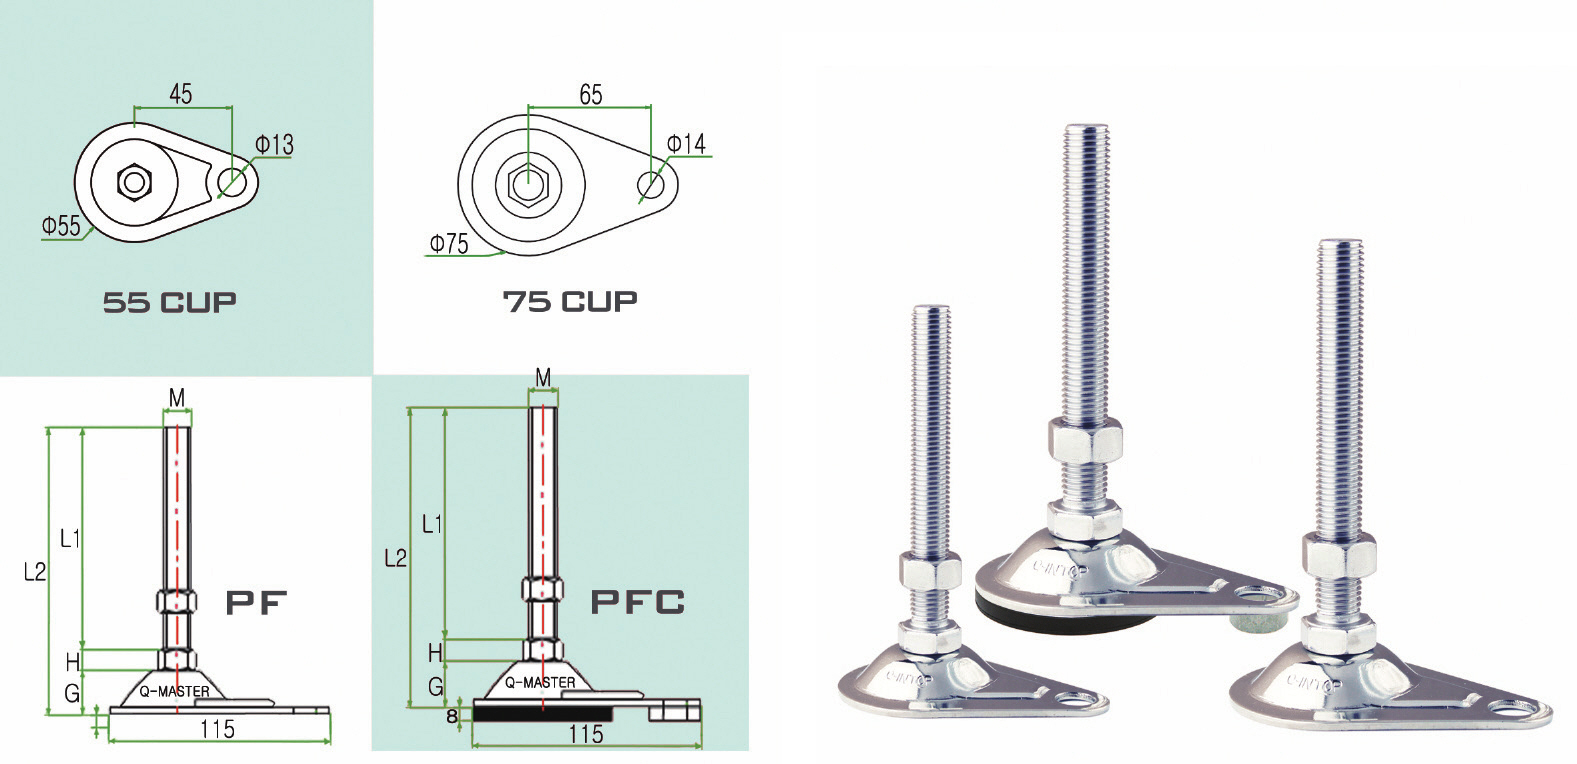 45
Φ13
Φ55
55 CUP
65
Φ14
Φ75
75 CUP
M
L1
L2
H
G
PF
Q-MASTER
115
M
L1
L2
H
G
PFC
Q-MASTER
8
115